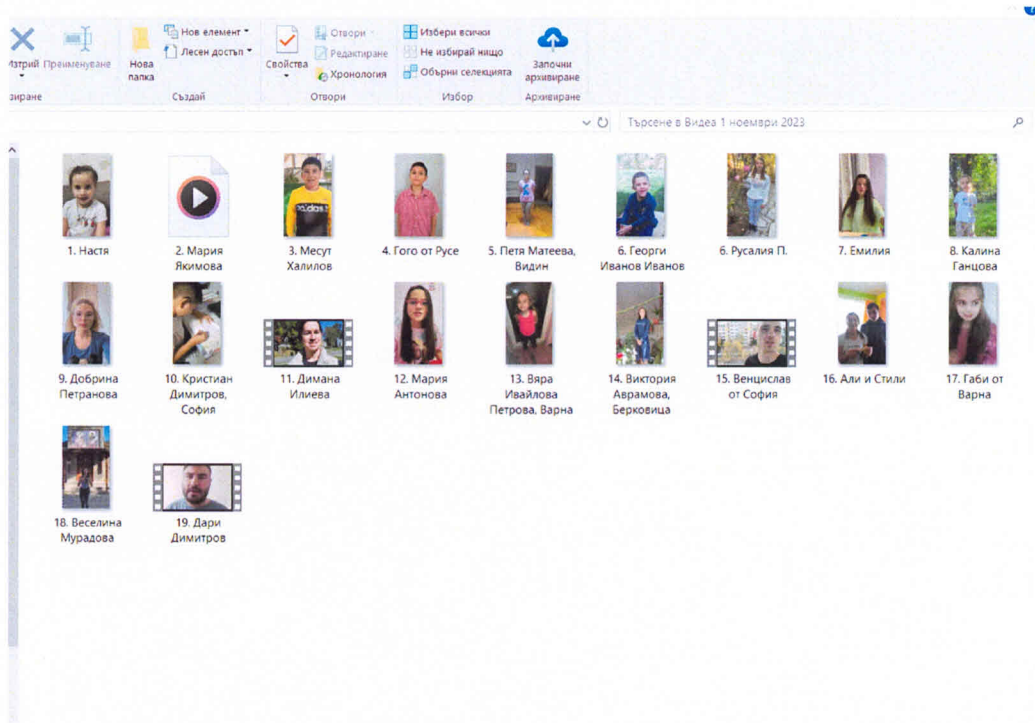 Изтрий Преименуване
Нова папка
Нов елемент
Лесен достъп
Създай
Свойства
Отвори
Редактиране
Хронология
Отвори
Избери всички
Не избирай нищо
Обърни селекцията
Избор
Започни архивиране
Архивиране
Търсене в Видеа 1 ноември 2023
1. Настя
2. Мария
Якимова
3. Месут
Халилов
4. Гого от Русе
5. Петя Матеева,
Видин
6. Георги
Иванов Иванов
6. Русалия П.
7. Емилия
8. Калина
Ганцова
9. Добрина
Петранова
10. Кристиан
Димитров,
София
11. Димана
Илиева
12. Мария
Антонова
13. Вяра
Ивайлова
Петрова, Варна
14. Виктория
Аврамова,
Берковица
15. Венцислав
от София
16. Али и Стили
17. Габи от
Варна
18. Веселина
Мурадова
19. Дари
Димитров